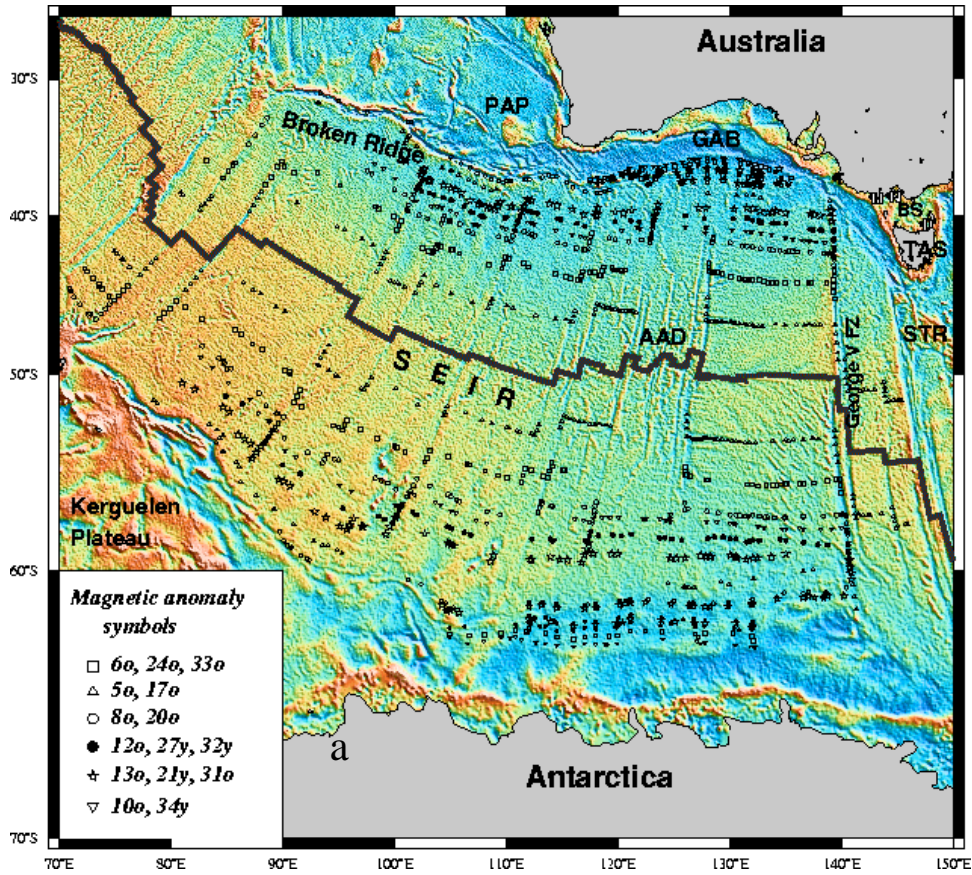 Australia
30°S
PAP
Broken Ridge
GAB
40°S
BS
TAS
AAD
STR
50°S
SEIR
George V FZ
Kerguelen
Plateau
60°S
Magnetic anomaly
symbols
6o, 24o, 33o
5o, 17o
8o, 20o
12o, 27y, 32y
13o, 21y, 31o
10o, 34y
a
Antarctica
70°S
70°E 80°E 90°E 100°E 110°E 120°E 130°E 140°E 150°E